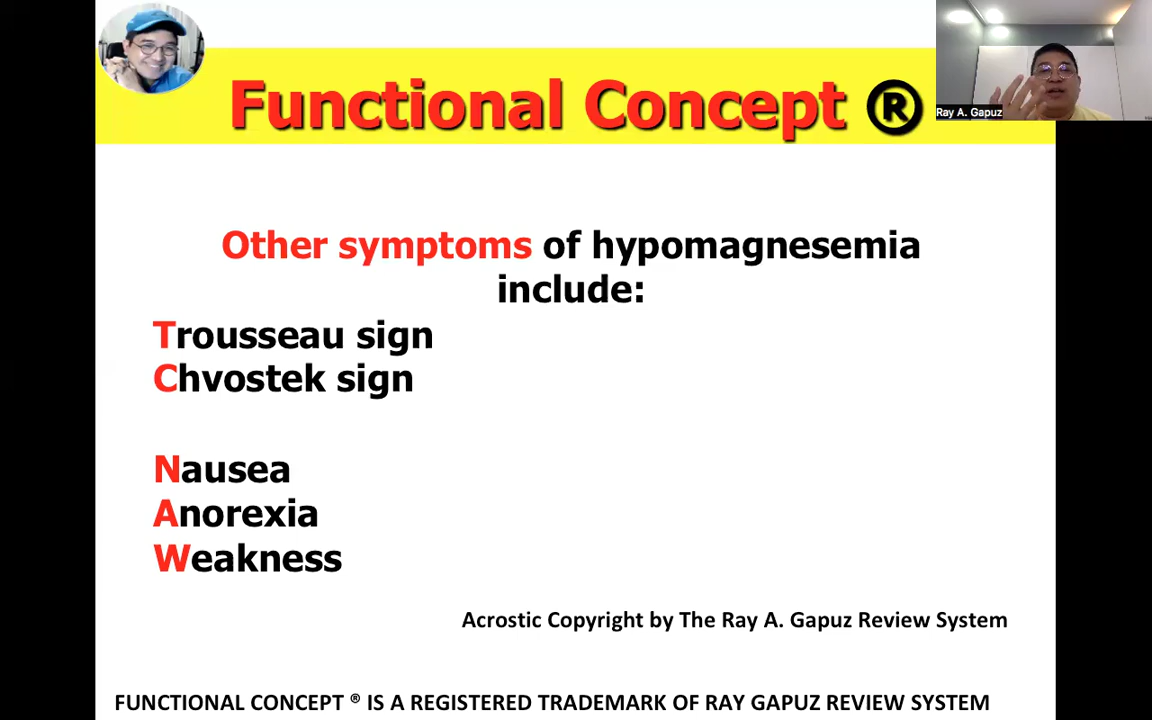 Functional Concept ®
Ray A. Gapuz
Other symptoms of hypomagnesemia
include:
Trousseau sign
Chvostek sign
Nausea
Anorexia
Weakness
Acrostic Copyright by The Ray A. Gapuz Review System
FUNCTIONAL CONCEPT ® IS A REGISTERED TRADEMARK OF RAY GAPUZ REVIEW SYSTEM